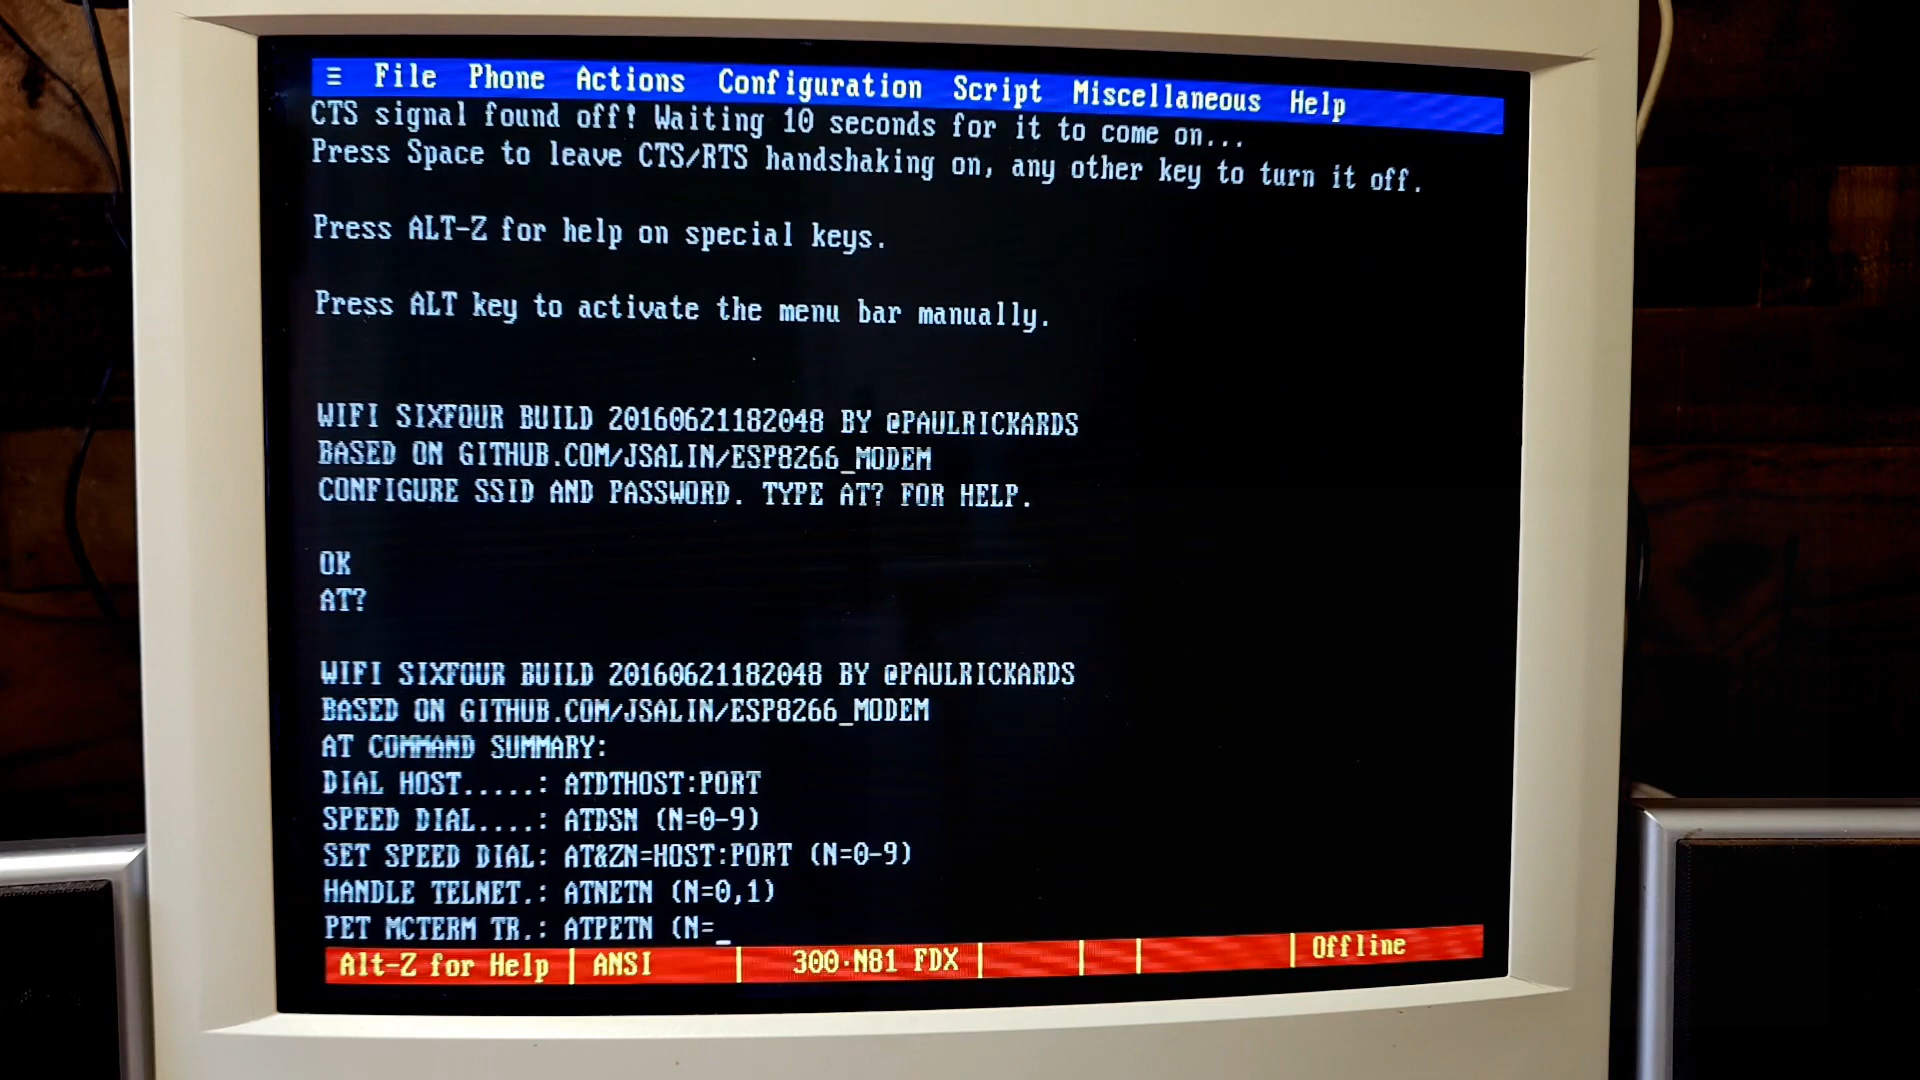 ≡ File Phone Actions Configuration Script Miscellaneous Help
CTS signal found off! Waiting 10 seconds for it to come on...
Press Space to leave CTS/RTS handshaking on, any other key to turn it off.
Press ALT-Z for help on special keys.
Press ALT key to activate the menu bar manually.
WIFI SIXFOUR BUILD 20160621182048 BY @PAULRICKARDS
BASED ON GITHUB.COM/JSALIN/ESP8266_MODEM
CONFIGURE SSID AND PASSWORD. TYPE AT? FOR HELP.
OK
AT?
WIFI SIXFOUR BUILD 20160621182048 BY @PAULRICKARDS
BASED ON GITHUB.COM/JSALIN/ESP8266_MODEM
AT COMMAND SUMMARY:
DIAL HOST.....: ATDTHOST:PORT
SPEED DIAL....: ATDSN (N=0-9)
SET SPEED DIAL: AT&ZN=HOST:PORT (N=0-9)
HANDLE TELNET.: ATNETN (N=0,1)
PET MCTERM TR.: ATPETN (N=_
Alt-Z for Help | ANSI | 300·N81 FDX | | | | Offline